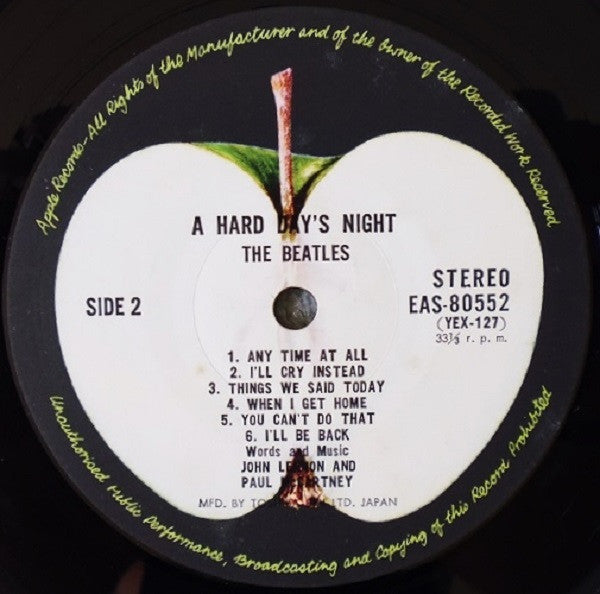 Apple Records—All Rights of the Manufacturer and of the Owner of the Recorded Work Reserved
A HARD DAY'S NIGHT
THE BEATLES
SIDE 2
STEREO
EAS-80552
(YEX-127)
33⅓ r. p. m.
1. ANY TIME AT ALL
2. I'LL CRY INSTEAD
3. THINGS WE SAID TODAY
4. WHEN I GET HOME
5. YOU CAN'T DO THAT
6. I'LL BE BACK
Words and Music
JOHN LENNON AND
PAUL McCARTNEY
MFD. BY LTD. JAPAN
Unauthorised Public Performance, Broadcasting and Copying of this Record Prohibited